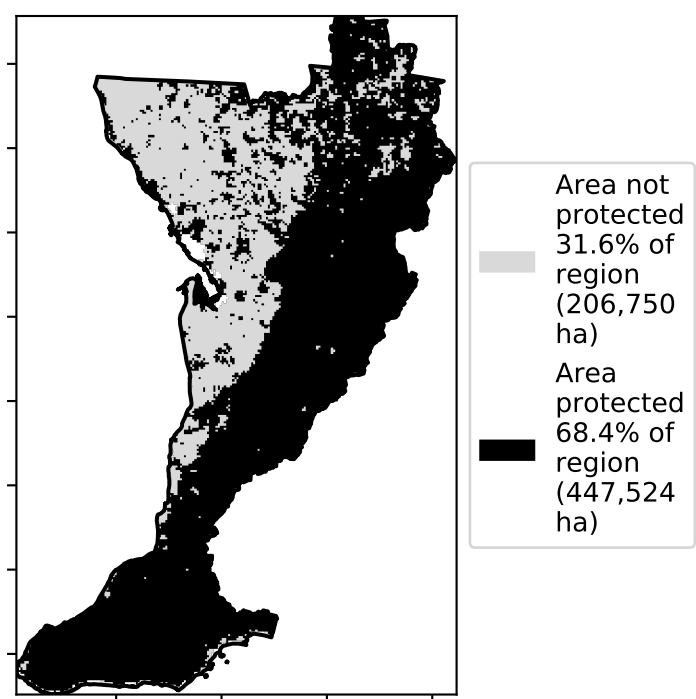 Area not
protected
31.6% of
region
(206,750
ha)
Area
protected
68.4% of
region
(447,524
ha)